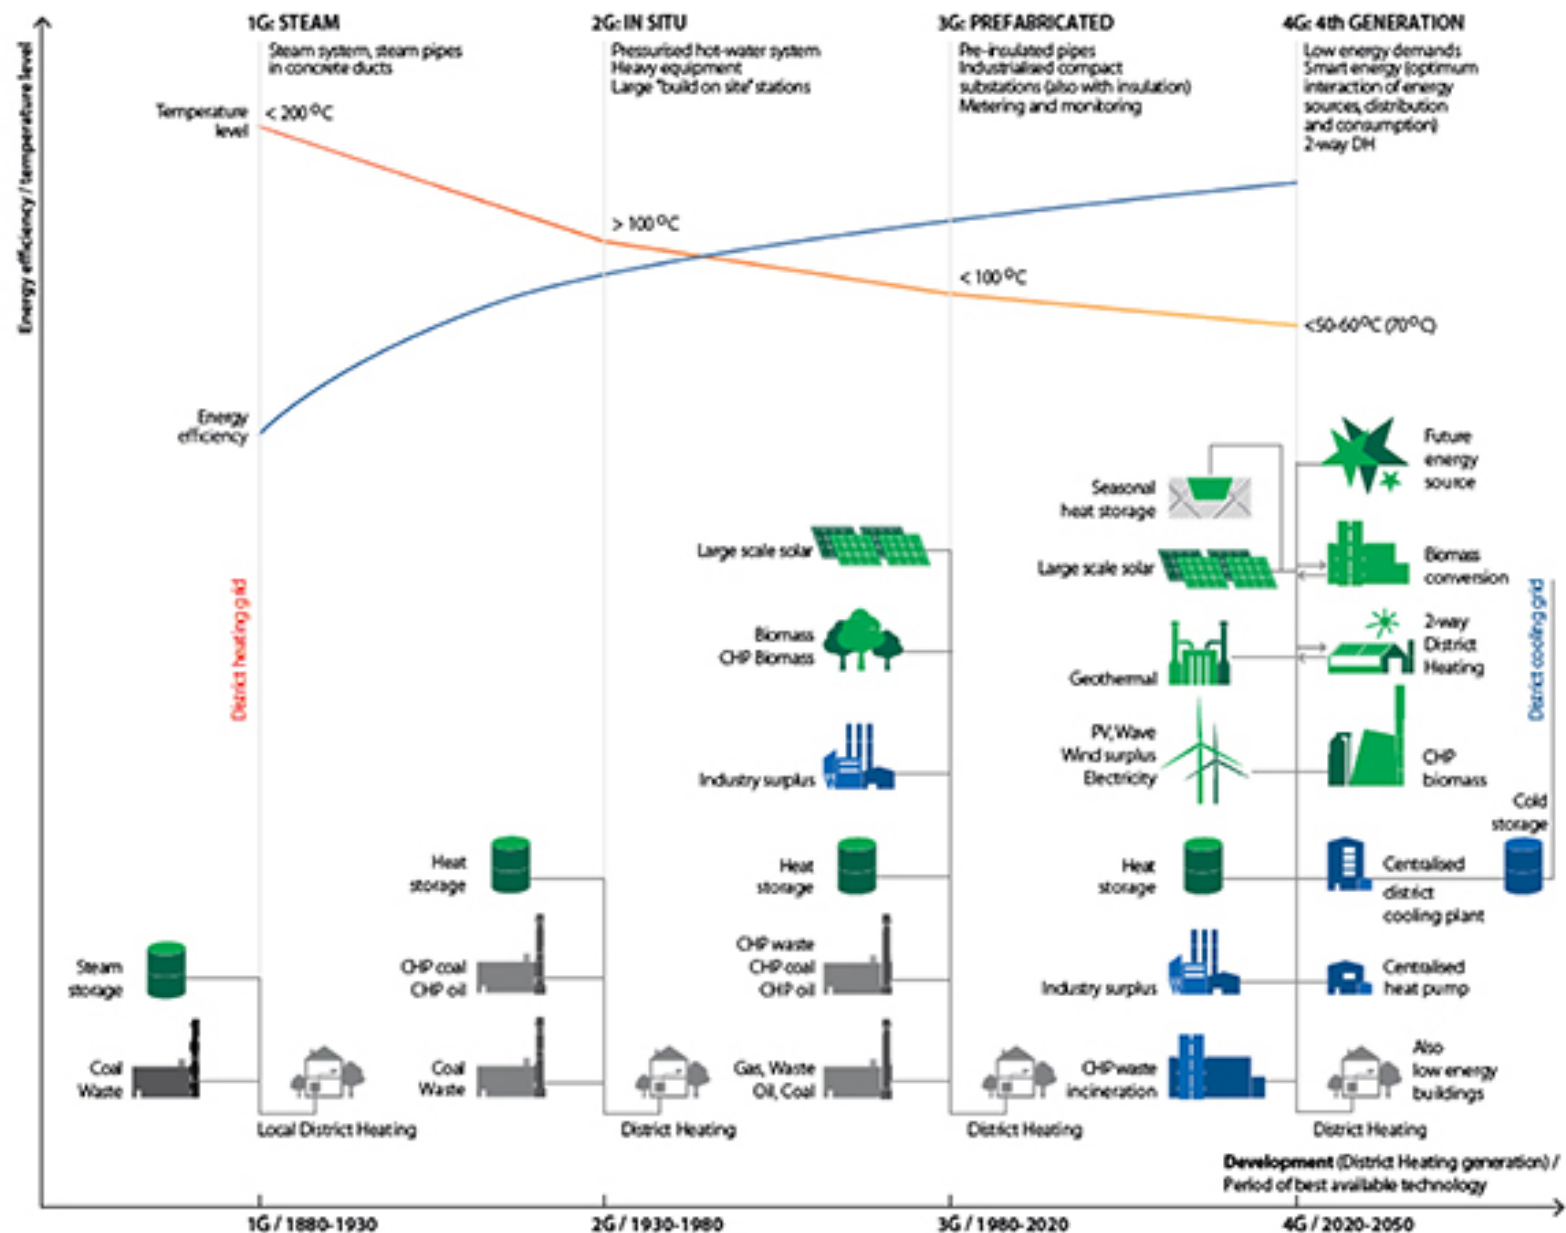 1G: STEAM
Steam system, steam pipes
in concrete ducts
2G: IN SITU
Pressurised hot-water system
Heavy equipment
Large "build on site" stations
3G: PREFABRICATED
Pre-insulated pipes
Industrialised compact
substations (also with insulation)
Metering and monitoring
4G: 4th GENERATION
Low energy demands
Smart energy (optimum
interaction of energy
sources, distribution
and consumption)
2-way DH
Energy efficiency / temperature level
Temperature
level
< 200 °C
> 100 °C
< 100 °C
<50-60°C (70°C)
Energy
efficiency
District heating grid
Steam
storage
Coal
Waste
Local District Heating
Heat
storage
CHP coal
CHP oil
Coal
Waste
District Heating
Large scale solar
Biomass
CHP Biomass
Industry surplus
Heat
storage
CHP waste
CHP coal
CHP oil
Gas, Waste
Oil, Coal
District Heating
Seasonal
heat storage
Large scale solar
Geothermal
PV, Wave
Wind surplus
Electricity
Heat
storage
Industry surplus
CHP waste
incineration
Future
energy
source
Biomass
conversion
2-way
District
Heating
CHP
biomass
Cold
storage
Centralised
district
cooling plant
Centralised
heat pump
Also
low energy
buildings
District Heating
District cooling grid
Development (District Heating generation) /
Period of best available technology
1G / 1880-1930
2G / 1930-1980
3G / 1980-2020
4G / 2020-2050